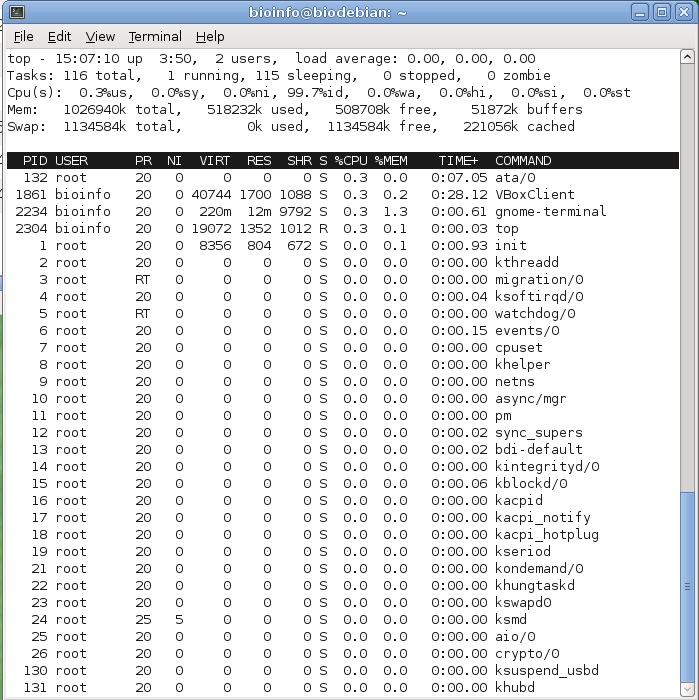 bioinfo@biodebian: ~
File Edit View Terminal Help
top - 15:07:10 up  3:50,  2 users,  load average: 0.00, 0.00, 0.00
Tasks: 116 total,   1 running, 115 sleeping,   0 stopped,   0 zombie
Cpu(s):  0.3%us,  0.0%sy,  0.0%ni, 99.7%id,  0.0%wa,  0.0%hi,  0.0%si,  0.0%st
Mem:   1026940k total,   518232k used,   508708k free,    51872k buffers
Swap:  1134584k total,        0k used,  1134584k free,   221056k cached
PID USER      PR  NI  VIRT  RES  SHR S %CPU %MEM    TIME+  COMMAND
132 root      20   0     0    0    0 S  0.3  0.0   0:07.05 ata/0
1861 bioinfo   20   0 40744 1700 1088 S  0.3  0.2   0:28.12 VBoxClient
2234 bioinfo   20   0  220m  12m 9792 S  0.3  1.3   0:00.61 gnome-terminal
2304 bioinfo   20   0 19072 1352 1012 R  0.3  0.1   0:00.03 top
1 root      20   0  8356  804  672 S  0.0  0.1   0:00.93 init
2 root      20   0     0    0    0 S  0.0  0.0   0:00.00 kthreadd
3 root      RT   0     0    0    0 S  0.0  0.0   0:00.00 migration/0
4 root      20   0     0    0    0 S  0.0  0.0   0:00.04 ksoftirqd/0
5 root      RT   0     0    0    0 S  0.0  0.0   0:00.00 watchdog/0
6 root      20   0     0    0    0 S  0.0  0.0   0:00.15 events/0
7 root      20   0     0    0    0 S  0.0  0.0   0:00.00 cpuset
8 root      20   0     0    0    0 S  0.0  0.0   0:00.00 khelper
9 root      20   0     0    0    0 S  0.0  0.0   0:00.00 netns
10 root      20   0     0    0    0 S  0.0  0.0   0:00.00 async/mgr
11 root      20   0     0    0    0 S  0.0  0.0   0:00.00 pm
12 root      20   0     0    0    0 S  0.0  0.0   0:00.02 sync_supers
13 root      20   0     0    0    0 S  0.0  0.0   0:00.02 bdi-default
14 root      20   0     0    0    0 S  0.0  0.0   0:00.00 kintegrityd/0
15 root      20   0     0    0    0 S  0.0  0.0   0:00.06 kblockd/0
16 root      20   0     0    0    0 S  0.0  0.0   0:00.00 kacpid
17 root      20   0     0    0    0 S  0.0  0.0   0:00.00 kacpi_notify
18 root      20   0     0    0    0 S  0.0  0.0   0:00.00 kacpi_hotplug
19 root      20   0     0    0    0 S  0.0  0.0   0:00.00 kseriod
21 root      20   0     0    0    0 S  0.0  0.0   0:00.00 kondemand/0
22 root      20   0     0    0    0 S  0.0  0.0   0:00.00 khungtaskd
23 root      20   0     0    0    0 S  0.0  0.0   0:00.00 kswapd0
24 root      25   5     0    0    0 S  0.0  0.0   0:00.00 ksmd
25 root      20   0     0    0    0 S  0.0  0.0   0:00.00 aio/0
26 root      20   0     0    0    0 S  0.0  0.0   0:00.00 crypto/0
130 root      20   0     0    0    0 S  0.0  0.0   0:00.00 ksuspend_usbd
131 root      20   0     0    0    0 S  0.0  0.0   0:00.00 khubd